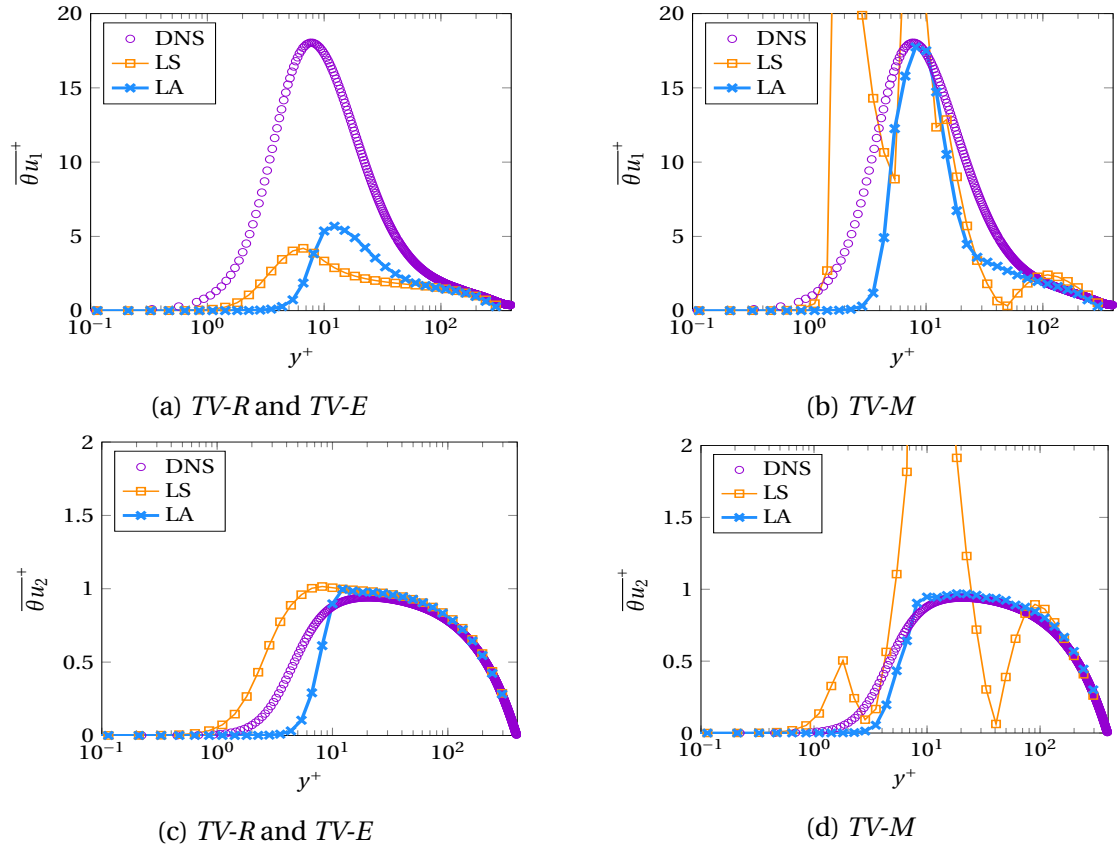 20
15
10
5
0
10⁻¹ 10⁰ 10¹ 10²
y⁺
θu₁⁺
DNS
LS
LA
(a) TV-R and TV-E
20
15
10
5
0
10⁻¹ 10⁰ 10¹ 10²
y⁺
θu₁⁺
DNS
LS
LA
(b) TV-M
2
1.5
1
0.5
0
10⁻¹ 10⁰ 10¹ 10²
y⁺
θu₂⁺
DNS
LS
LA
(c) TV-R and TV-E
2
1.5
1
0.5
0
10⁻¹ 10⁰ 10¹ 10²
y⁺
θu₂⁺
DNS
LS
LA
(d) TV-M